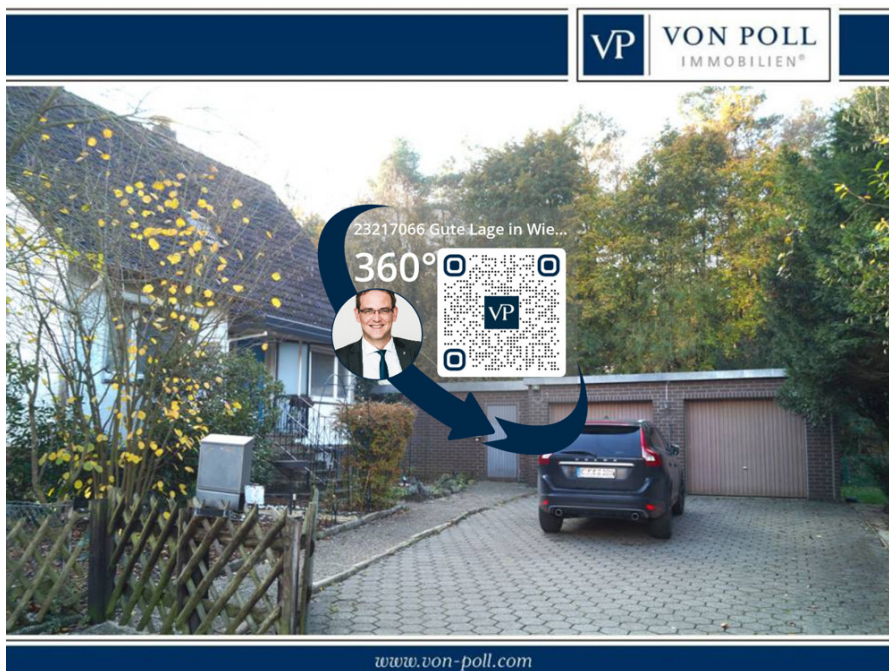 VP
VON POLL
IMMOBILIEN®
23217066 Gute Lage in Wie...
360°
VP
www.von-poll.com